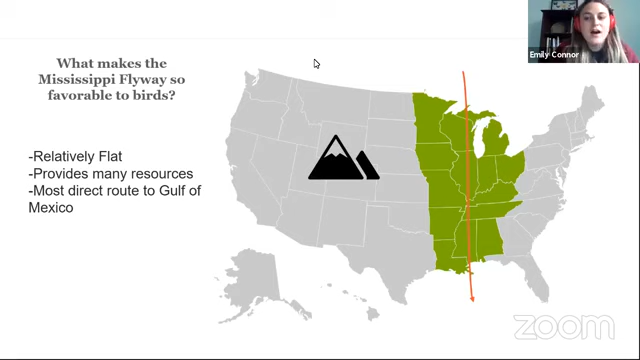 What makes the
Mississippi Flyway so
favorable to birds?
-Relatively Flat
-Provides many resources
-Most direct route to Gulf of
Mexico
Emily Connor
zoom